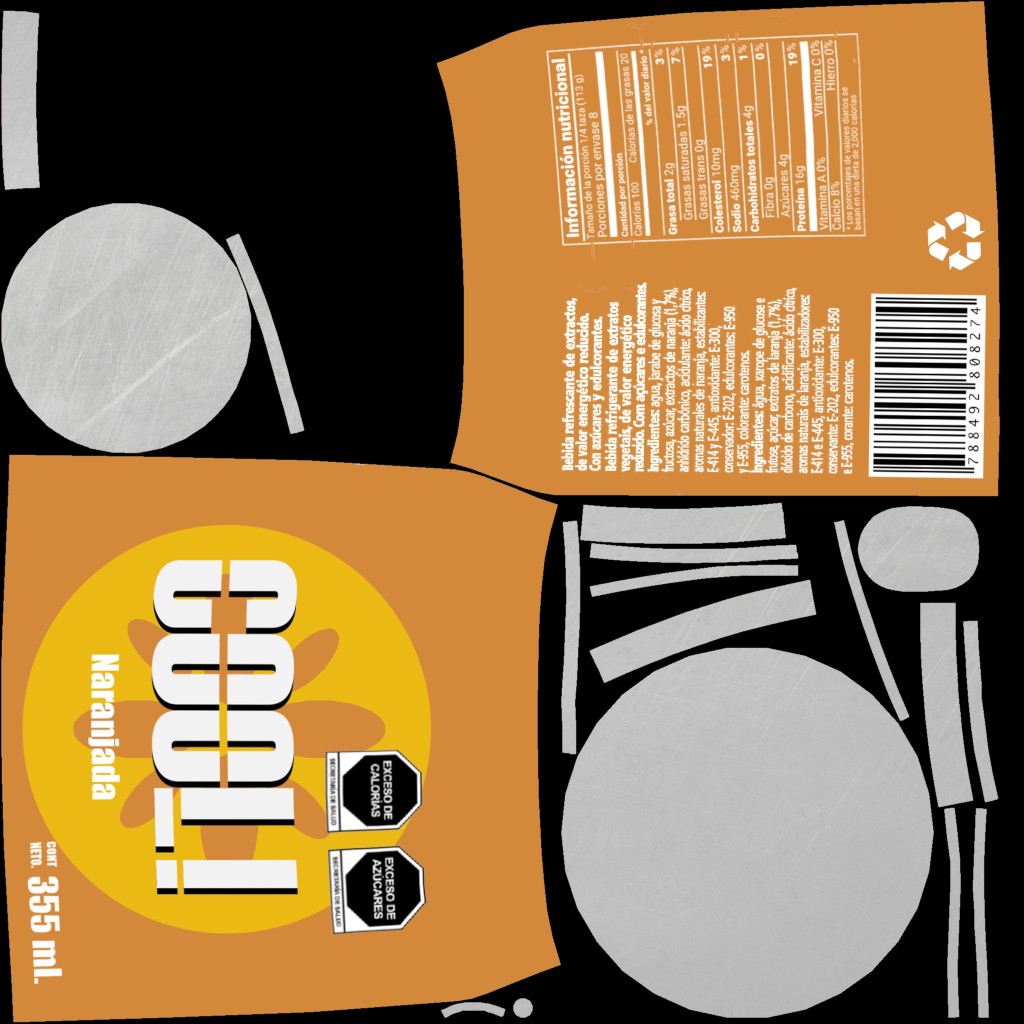 COOL!
Naranjada
CONT
NETO. 355 ml.
EXCESO DE
CALORÍAS
SECRETARÍA DE SALUD
EXCESO DE
AZÚCARES
SECRETARÍA DE SALUD
Información nutricional
Tamaño de la porción 1/4 taza (113 g)
Porciones por envase 8
Cantidad por porción
Calorías 100 Calorías de las grasas 20
% del valor diario *
Grasa total 2g 3%
Grasas saturadas 1.5g 7%
Grasas trans 0g
Colesterol 10mg 19%
Sodio 460mg 3%
Carbohidratos totales 4g 1%
Fibra 0g 0%
Azúcares 4g
Proteína 16g 19%
Vitamina A 0% Vitamina C 0%
Calcio 8% Hierro 0%
* Los porcentajes de valores diarios se
basan en una dieta de 2,000 calorías
Bebida refrescante de extractos,
de valor energético reducido.
Con azúcares y edulcorantes.
Bebida refrigerante de extratos
vegetais, de valor energético
reduzido. Com açúcares e edulcorantes.
Ingredientes: agua, jarabe de glucosa y
fructosa, azúcar, extractos de naranja (1,7%),
anhídrido carbónico, acidulante: ácido cítrico,
aromas naturales de naranja, estabilizantes:
E-414 y E-445, antioxidante: E-300,
conservador: E-202, edulcorantes: E-950
y E-955, colorante: carotenos.
Ingredientes: água, xarope de glucose e
frutose, açúcar, extratos de laranja (1,7%),
dióxido de carbono, acidificante: ácido cítrico,
aromas naturais de laranja, estabilizadores:
E-414 e E-445, antioxidante: E-300,
conservante: E-202, edulcorantes: E-950
e E-955, corante: carotenos.
788492808274